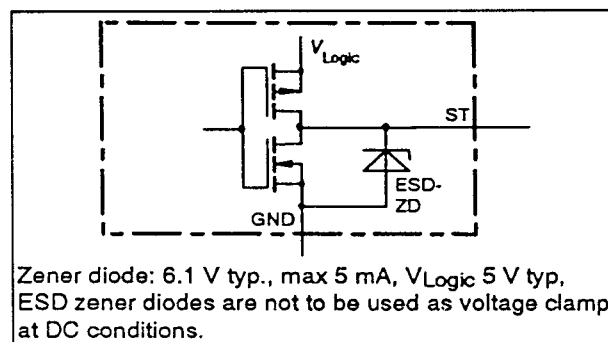 VLogic
ST
ESD-
ZD
GND
Zener diode: 6.1 V typ., max 5 mA, VLogic 5 V typ,
ESD zener diodes are not to be used as voltage clamp
at DC conditions.